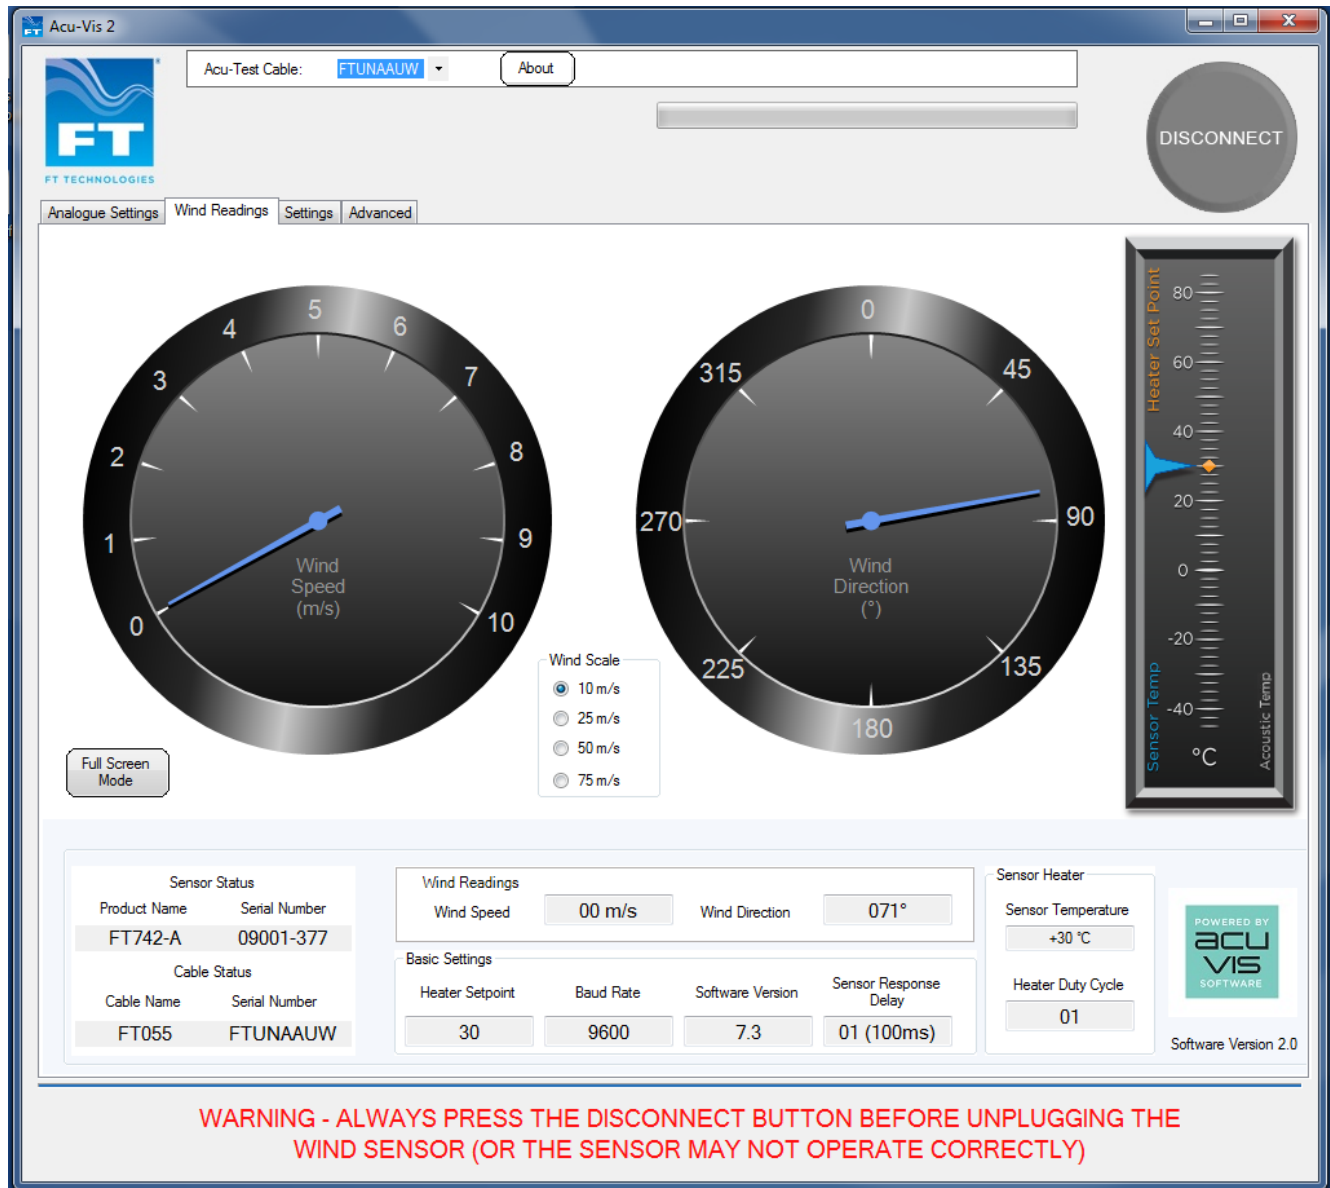 Acu-Vis 2
Acu-Test Cable: FTUNAAUW About
FT
FT TECHNOLOGIES
DISCONNECT
Analogue Settings Wind Readings Settings Advanced
0 1 2 3 4 5 6 7 8 9 10
Wind
Speed
(m/s)
0 45 90 135 180 225 270 315
Wind
Direction
(°)
Heater Set Point
80
60
40
20
0
-20
-40
°C
Sensor Temp
Acoustic Temp
Wind Scale
10 m/s
25 m/s
50 m/s
75 m/s
Full Screen
Mode
Sensor Status
Product Name Serial Number
FT742-A 09001-377
Cable Status
Cable Name Serial Number
FT055 FTUNAAUW
Wind Readings
Wind Speed 00 m/s Wind Direction 071°
Basic Settings
Heater Setpoint Baud Rate Software Version Sensor Response
Delay
30 9600 7.3 01 (100ms)
Sensor Heater
Sensor Temperature
+30 °C
Heater Duty Cycle
01
POWERED BY
acu
VIS
SOFTWARE
Software Version 2.0
WARNING - ALWAYS PRESS THE DISCONNECT BUTTON BEFORE UNPLUGGING THE
WIND SENSOR (OR THE SENSOR MAY NOT OPERATE CORRECTLY)